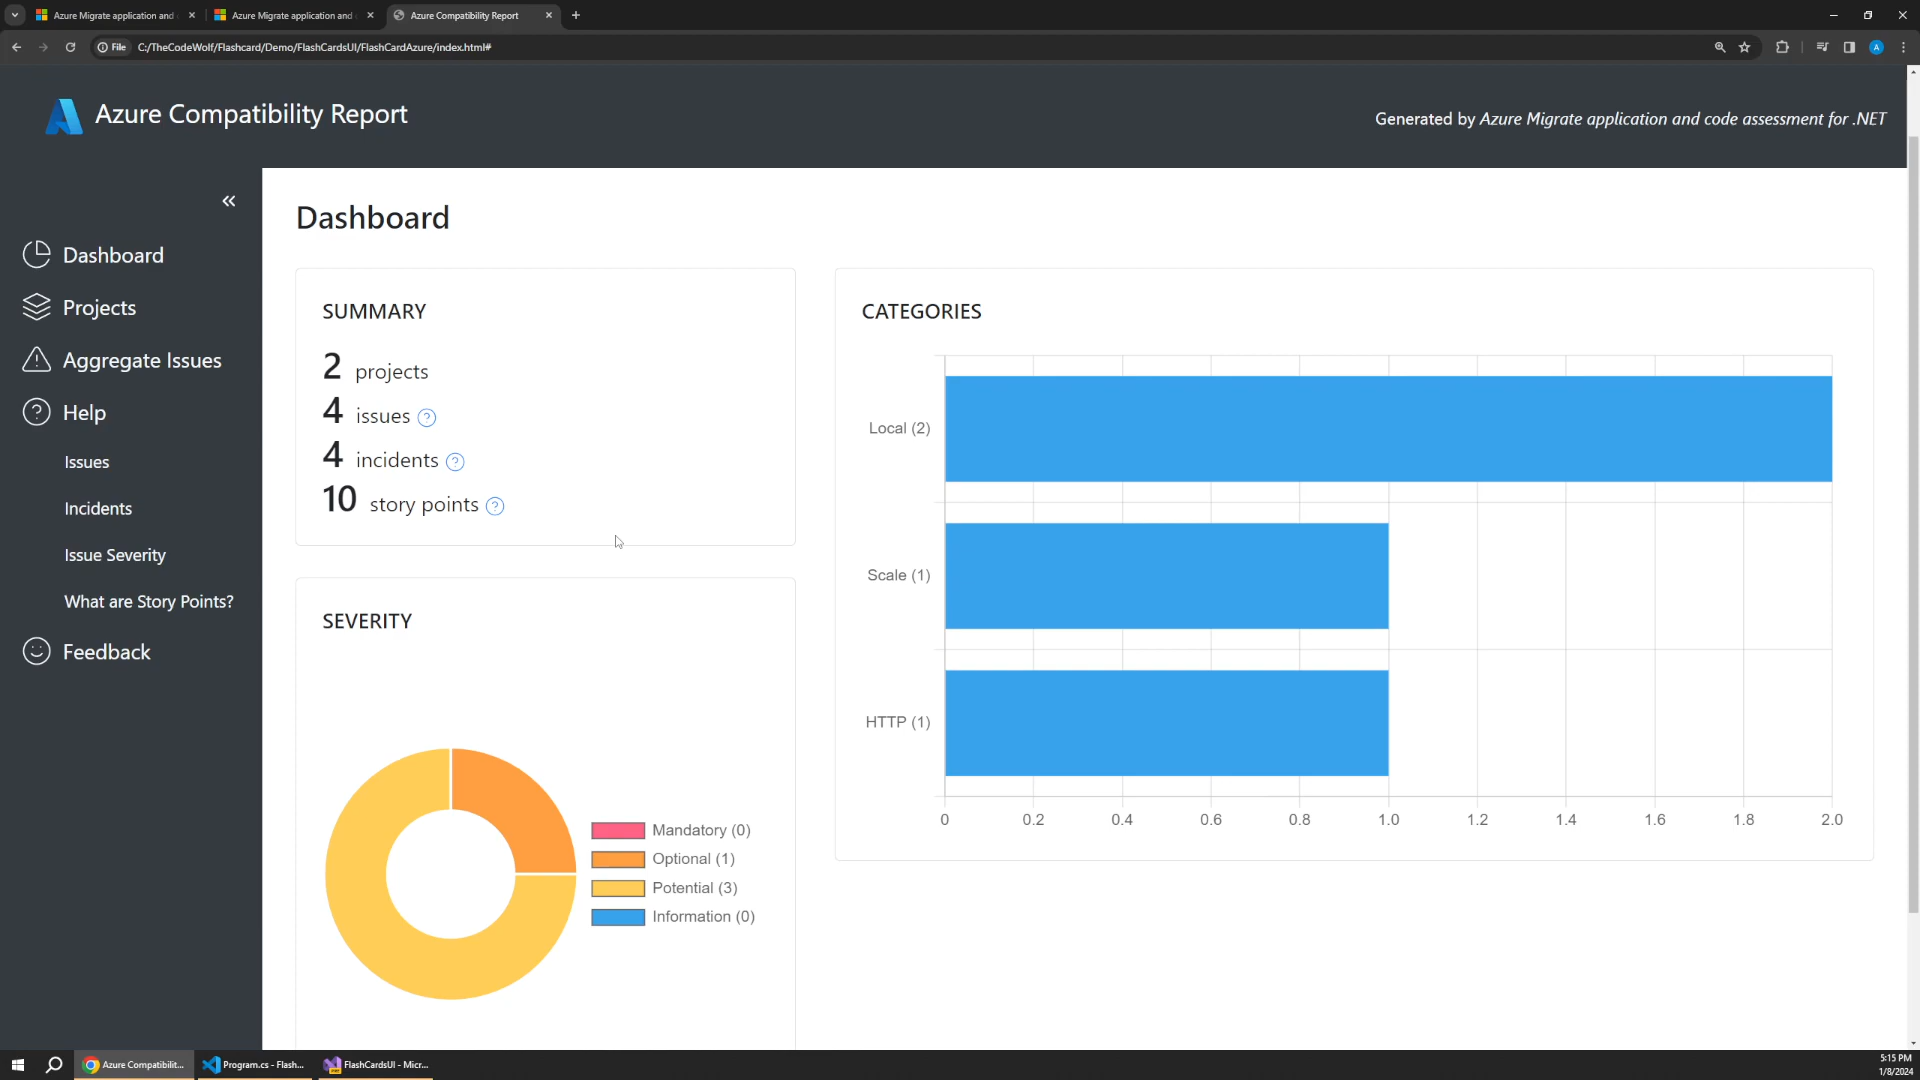 Azure Migrate application and
Azure Migrate application and
Azure Compatibility Report
File
C:/TheCodeWolf/Flashcard/Demo/FlashCardsUI/FlashCardAzure/index.html#
A
Azure Compatibility Report
Generated by Azure Migrate application and code assessment for .NET
«
Dashboard
Projects
Aggregate Issues
Help
Issues
Incidents
Issue Severity
What are Story Points?
Feedback
Dashboard
SUMMARY
2 projects
4 issues ?
4 incidents ?
10 story points ?
SEVERITY
Mandatory (0)
Optional (1)
Potential (3)
Information (0)
CATEGORIES
Local (2)
Scale (1)
HTTP (1)
0 0.2 0.4 0.6 0.8 1.0 1.2 1.4 1.6 1.8 2.0
Azure Compatibilit...
Program.cs - Flash...
FlashCardsUI - Micr...
5:15 PM
1/8/2024